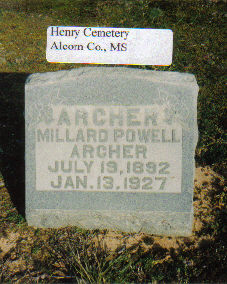 Henry Cemetery
Alcorn Co., MS
ARCHER
MILLARD POWELL
ARCHER
JULY 19, 1892
JAN. 13, 1927